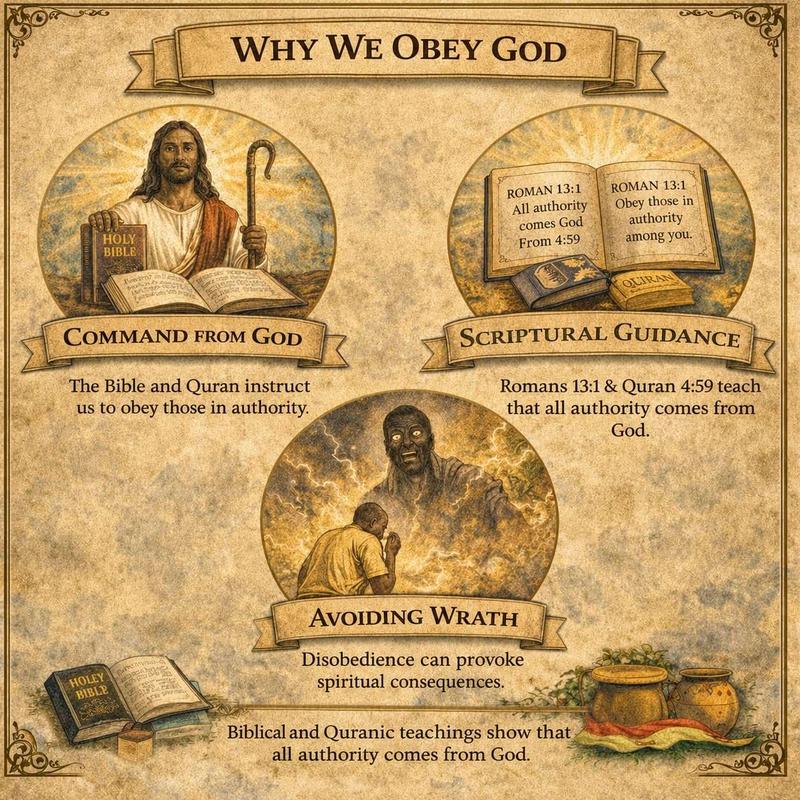 WHY WE OBEY GOD
HOLY
BIBLE
COMMAND FROM GOD
The Bible and Quran instruct
us to obey those in authority.
ROMAN 13:1
All authority
comes God
From 4:59
ROMAN 13:1
Obey those in
authority
among you.
QURAN
SCRIPTURAL GUIDANCE
Romans 13:1 & Quran 4:59 teach
that all authority comes from
God.
AVOIDING WRATH
Disobedience can provoke
spiritual consequences.
HOLEY
BIBLE
Biblical and Quranic teachings show that
all authority comes from God.